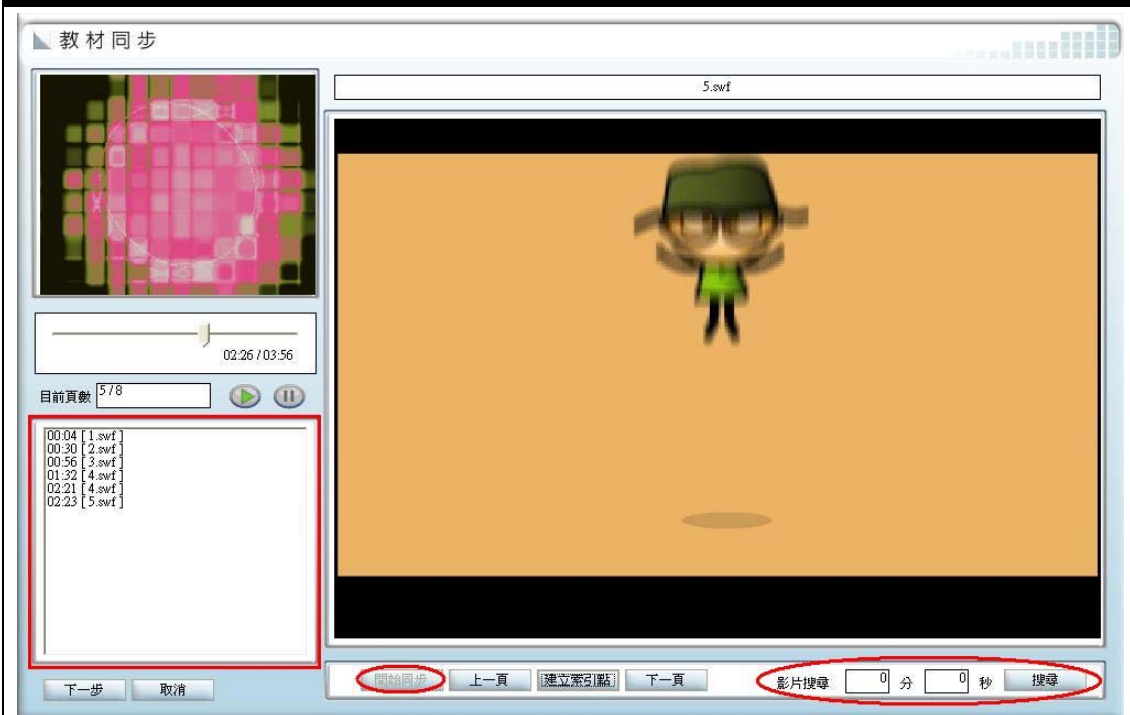 教材同步
5.swf
02:26 / 03:56
目前頁數 5 / 8
00:04 [ 1.swf ]
00:30 [ 2.swf ]
00:56 [ 3.swf ]
01:32 [ 4.swf ]
02:21 [ 4.swf ]
02:23 [ 5.swf ]
下一步 取消
開始同步 上一頁 建立索引點 下一頁 影片搜尋 0 分 0 秒 搜尋